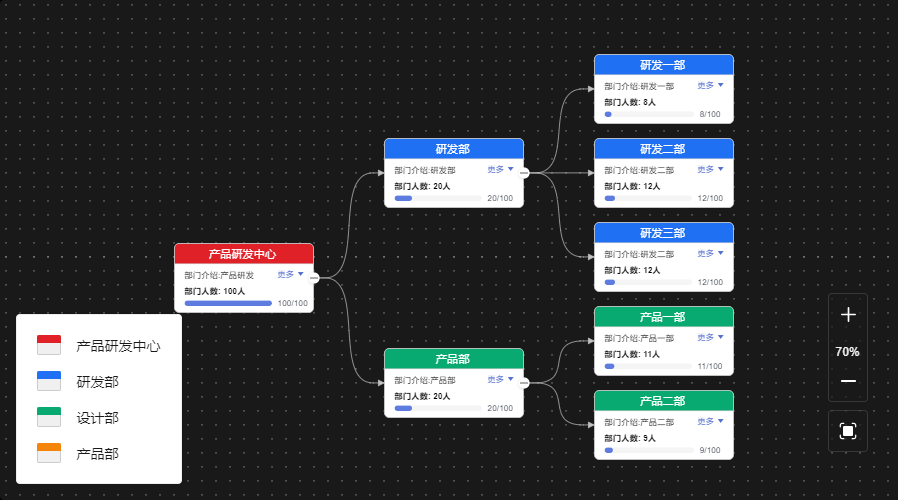 产品研发中心
部门介绍:产品研发
更多
部门人数: 100人
100/100
研发部
部门介绍:研发部
更多
部门人数: 20人
20/100
产品部
部门介绍:产品部
更多
部门人数: 20人
20/100
研发一部
部门介绍:研发一部
更多
部门人数: 8人
8/100
研发二部
部门介绍:研发二部
更多
部门人数: 12人
12/100
研发三部
部门介绍:研发二部
更多
部门人数: 12人
12/100
产品一部
部门介绍:产品一部
更多
部门人数: 11人
11/100
产品二部
部门介绍:产品二部
更多
部门人数: 9人
9/100
产品研发中心
研发部
设计部
产品部
70%